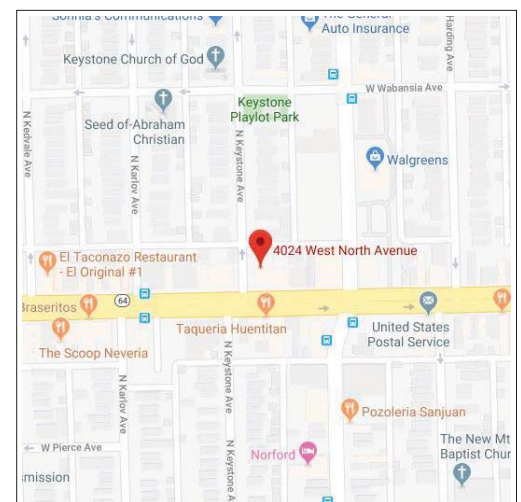 Auto Insurance
Keystone Church of God
Harding Ave
W Wabansia Ave
Keystone
Playlot Park
Seed of-Abraham
Christian
N Kedvale Ave
N Karlov Ave
N Keystone Ave
Walgreens
4024 West North Avenue
El Taconazo Restaurant
- El Original #1
64
Braseritos
Taqueria Huentitan
United States
Postal Service
The Scoop Neveria
N Karlov Ave
N Keystone Ave
Pozoleria Sanjuan
W Pierce Ave
Norford
The New Mt
Baptist Chur
N Keystone A
mission